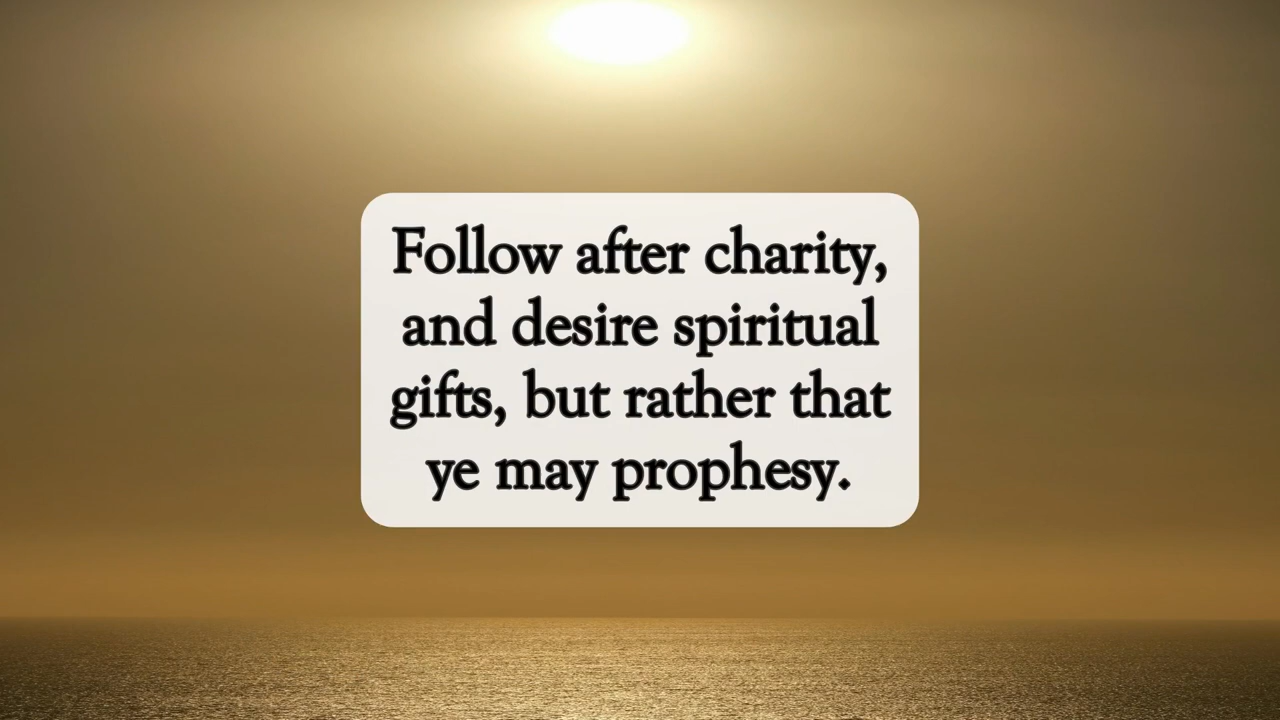 Follow after charity,
and desire spiritual
gifts, but rather that
ye may prophesy.